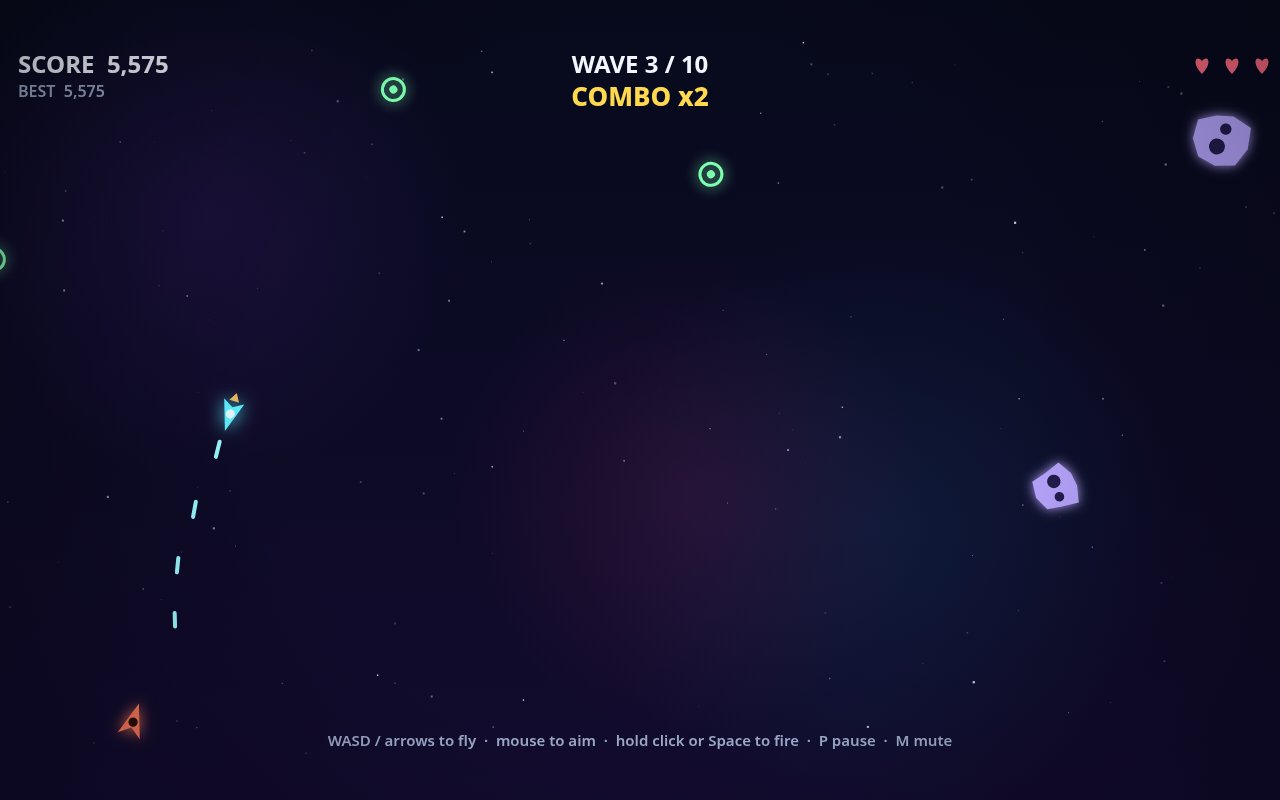 SCORE 5,575
BEST 5,575
WAVE 3 / 10
COMBO x2
WASD / arrows to fly · mouse to aim · hold click or Space to fire · P pause · M mute